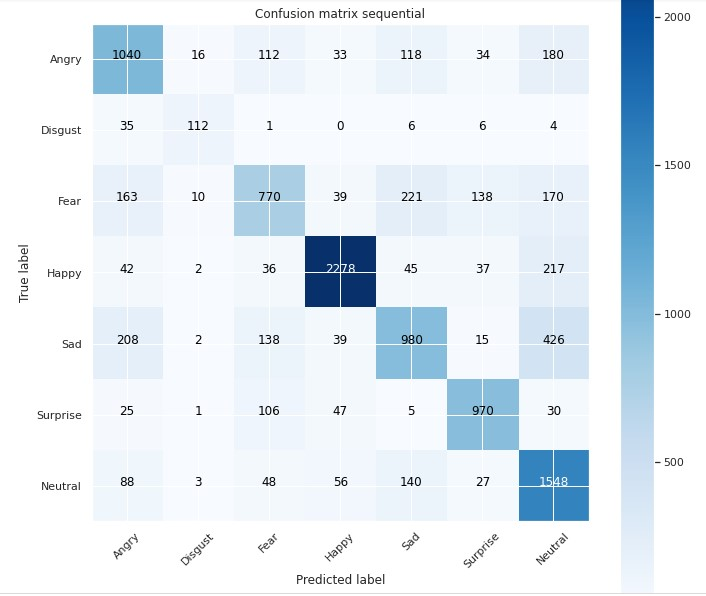 Confusion matrix sequential
Angry 1040 16 112 33 118 34 180
Disgust 35 112 1 0 6 6 4
Fear 163 10 770 39 221 138 170
Happy 42 2 36 2278 45 37 217
Sad 208 2 138 39 980 15 426
Surprise 25 1 106 47 5 970 30
Neutral 88 3 48 56 140 27 1548
Angry Disgust Fear Happy Sad Surprise Neutral
Predicted label
True label
2000
1500
1000
500